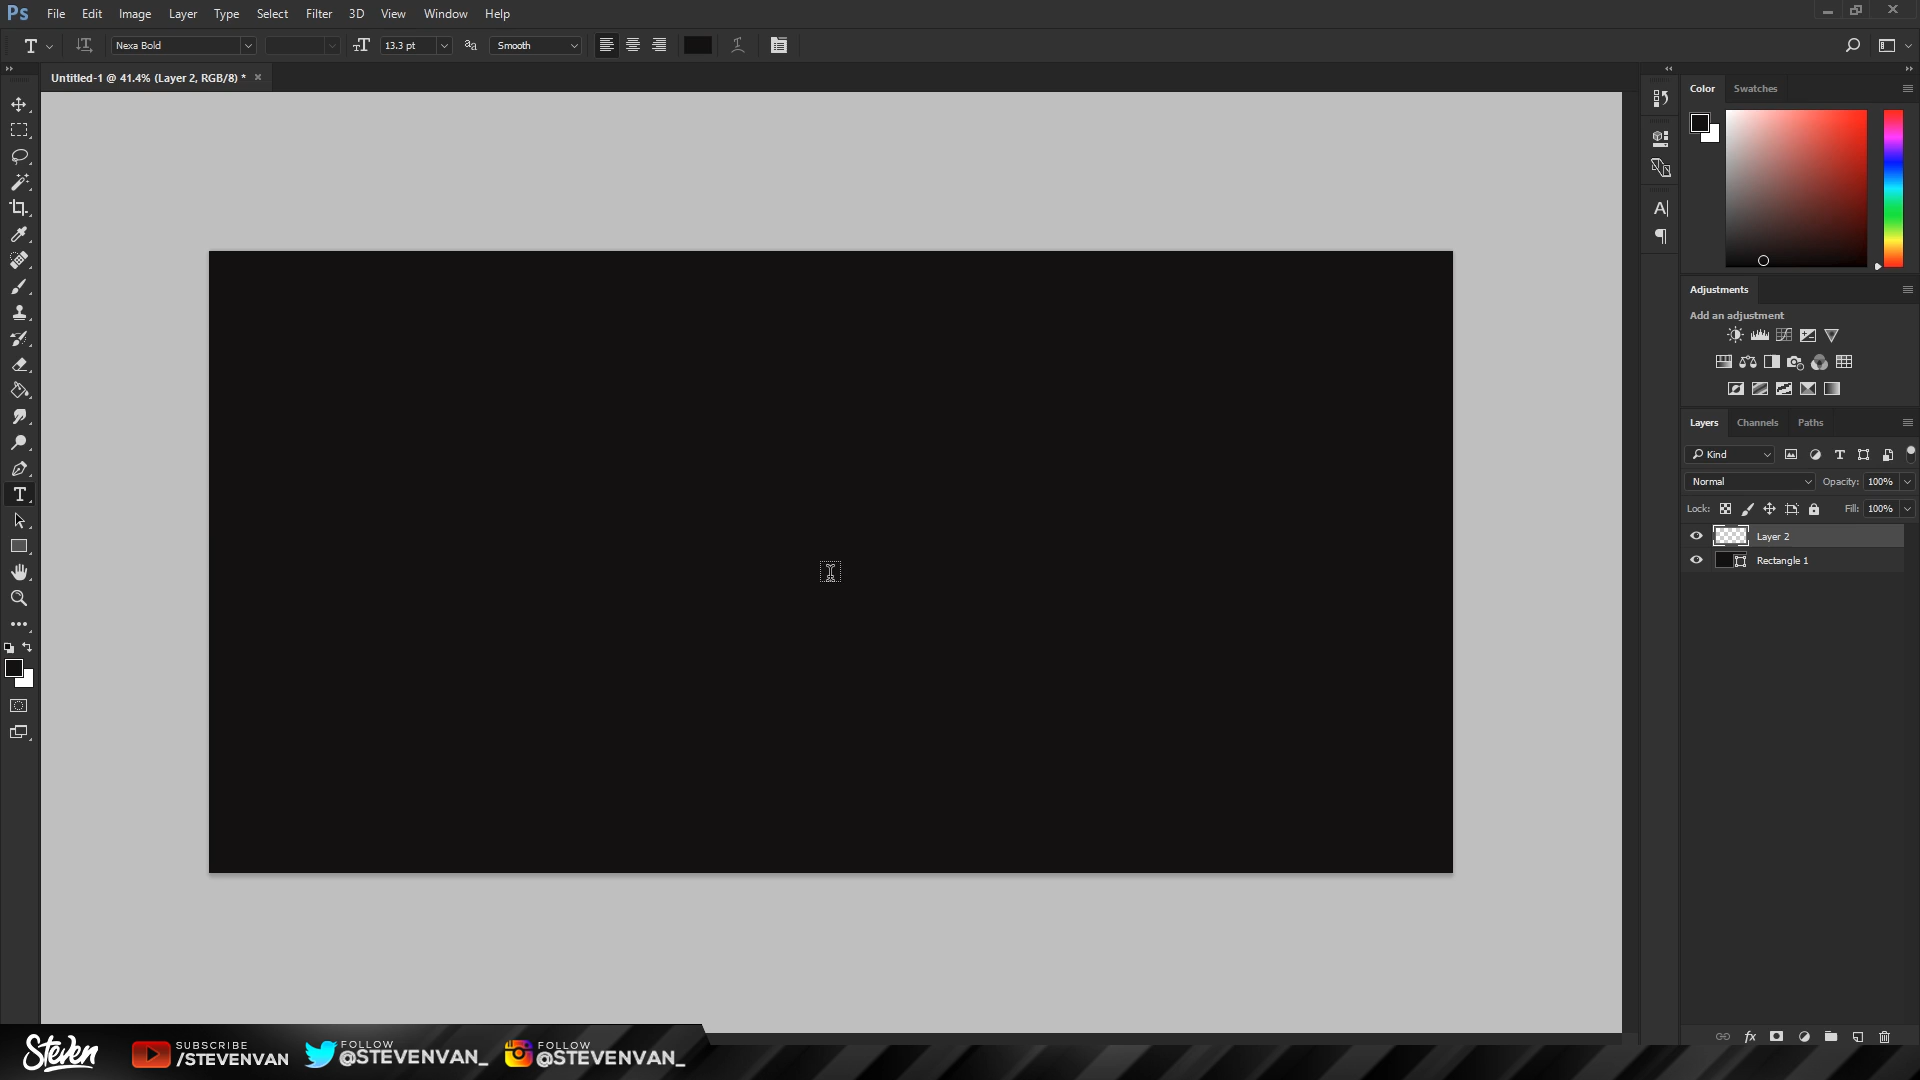 Ps File Edit Image Layer Type Select Filter 3D View Window Help
T Nexa Bold 13.3 pt aa Smooth
Untitled-1 @ 41.4% (Layer 2, RGB/8) *
Color Swatches
A
Adjustments
Add an adjustment
Layers Channels Paths
Kind T
Normal Opacity: 100%
Lock: Fill: 100%
T
Layer 2
Rectangle 1
fx
Steven
SUBSCRIBE
/STEVENVAN
FOLLOW
@STEVENVAN_
FOLLOW
@STEVENVAN_